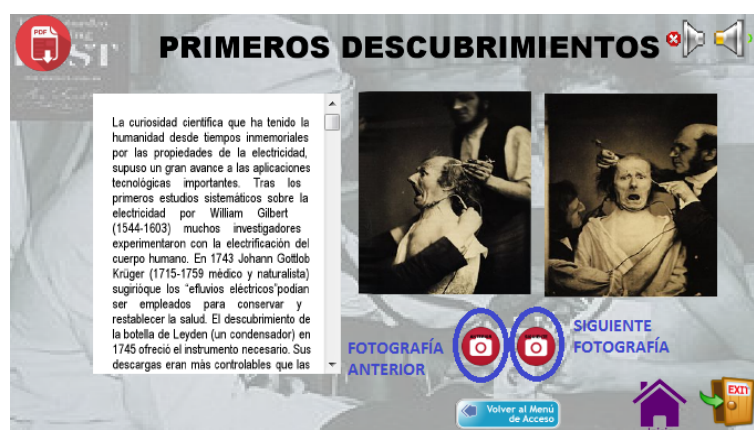 PDF
PRIMEROS DESCUBRIMIENTOS
La curiosidad científica que ha tenido la
humanidad desde tiempos inmemoriales
por las propiedades de la electricidad,
supuso un gran avance a las aplicaciones
tecnológicas importantes. Tras los
primeros estudios sistemáticos sobre la
electricidad por William Gilbert
(1544-1603) muchos investigadores
experimentaron con la electrificación del
cuerpo humano. En 1743 Johann Gottlob
Krüger (1715-1759 médico y naturalista)
sugirióque los “efluvios eléctricos”podian
ser empleados para conservar y
restablecer la salud. El descubrimiento de
la botella de Leyden (un condensador) en
1745 ofreció el instrumento necesario. Sus
descargas eran más controlables que las
FOTOGRAFÍA
ANTERIOR
SIGUIENTE
FOTOGRAFÍA
Volver al Menú
de Acceso
EXIT